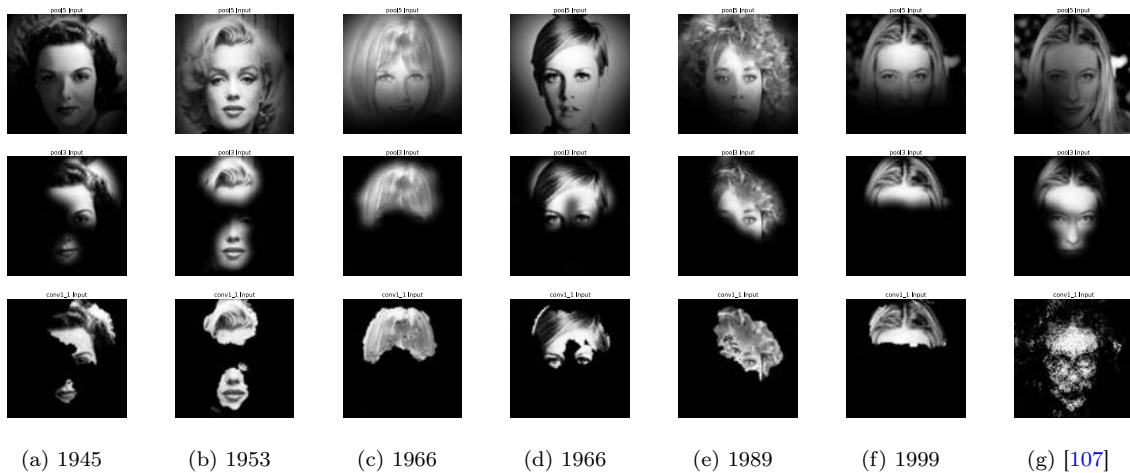 pool5 Input pool5 Input pool5 Input pool5 Input pool5 Input pool5 Input pool5 Input
pool3 Input pool3 Input pool3 Input pool3 Input pool3 Input pool3 Input pool3 Input
conv1_1 Input conv1_1 Input conv1_1 Input conv1_1 Input conv1_1 Input conv1_1 Input conv1_1 Input
(a) 1945 (b) 1953 (c) 1966 (d) 1966 (e) 1989 (f) 1999 (g) [107]